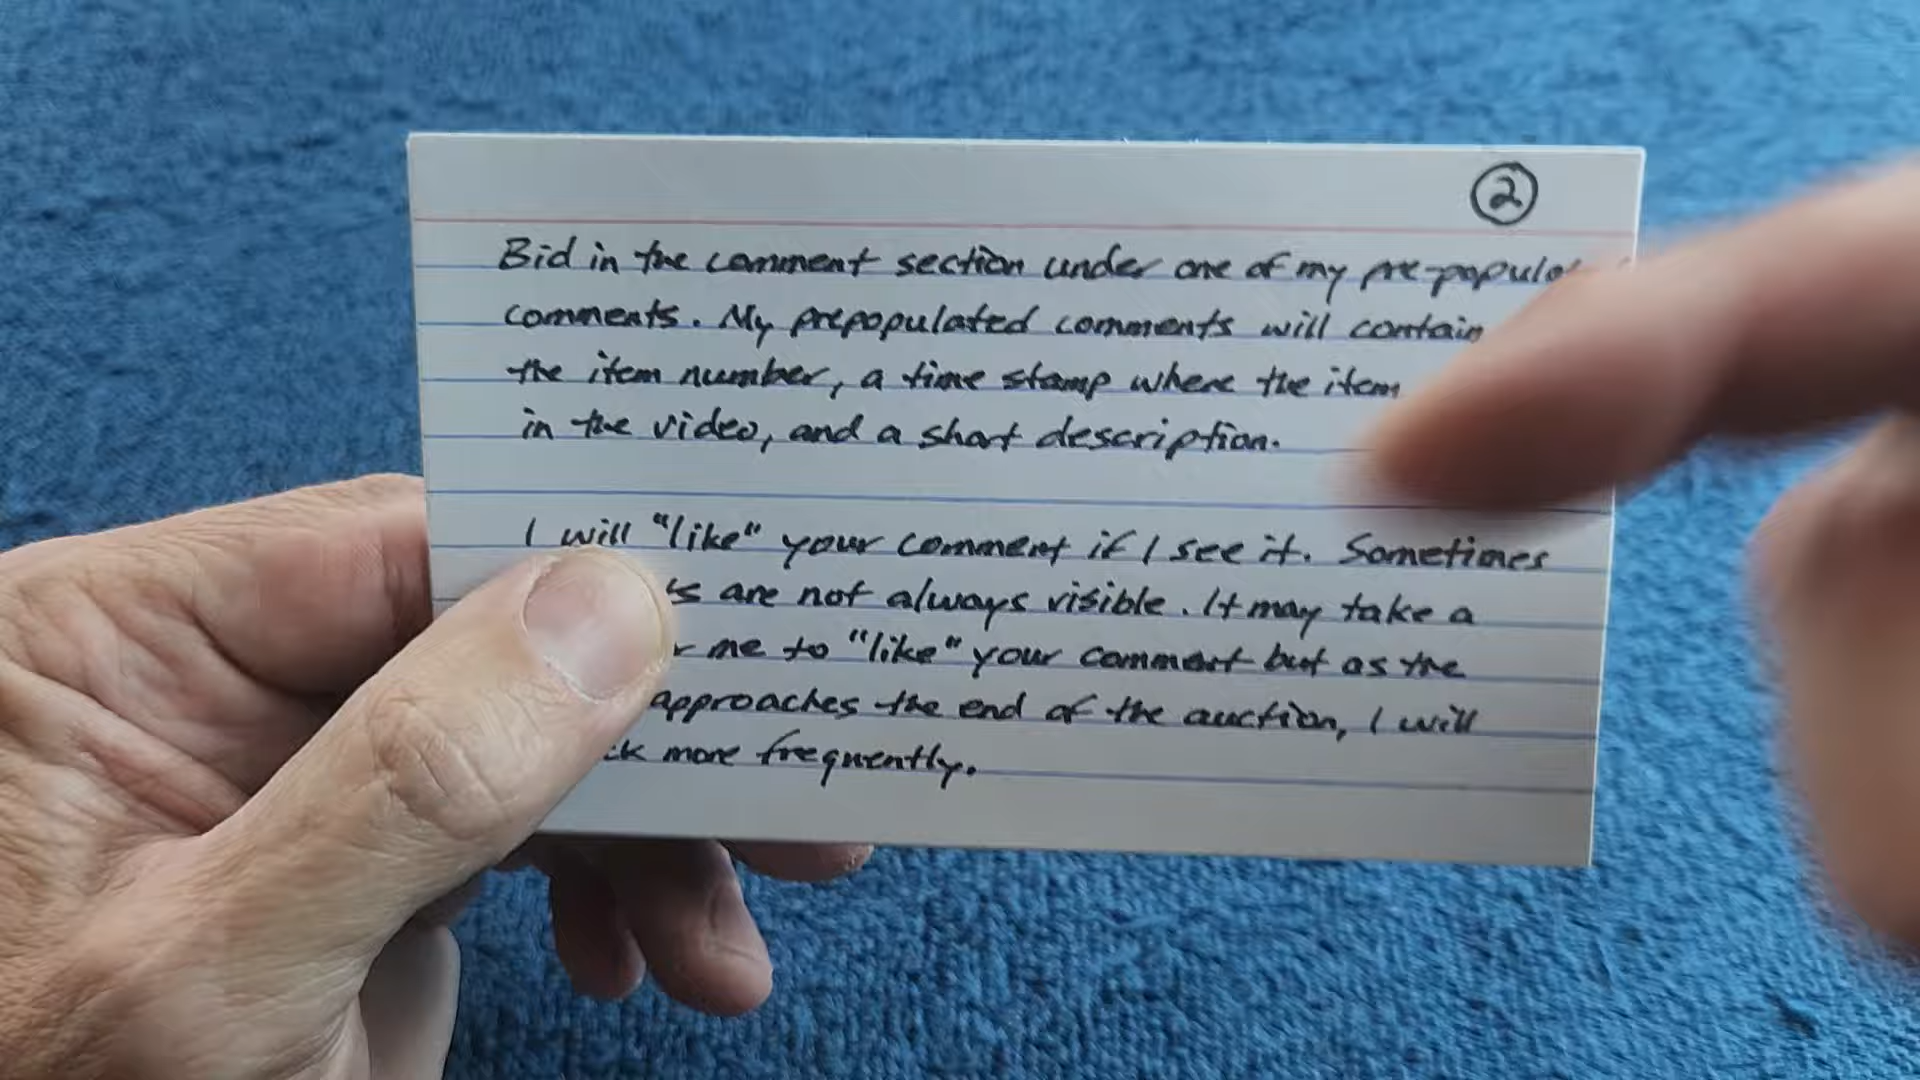 2
Bid in the comment section under one of my pre-populat
comments. My prepopulated comments will contain
the item number, a time stamp where the item
in the video, and a short description.
I will "like" your comment if I see it. Sometimes
are not always visible. It may take a
me to "like" your comment but as the
approaches the end of the auction, I will
more frequently.